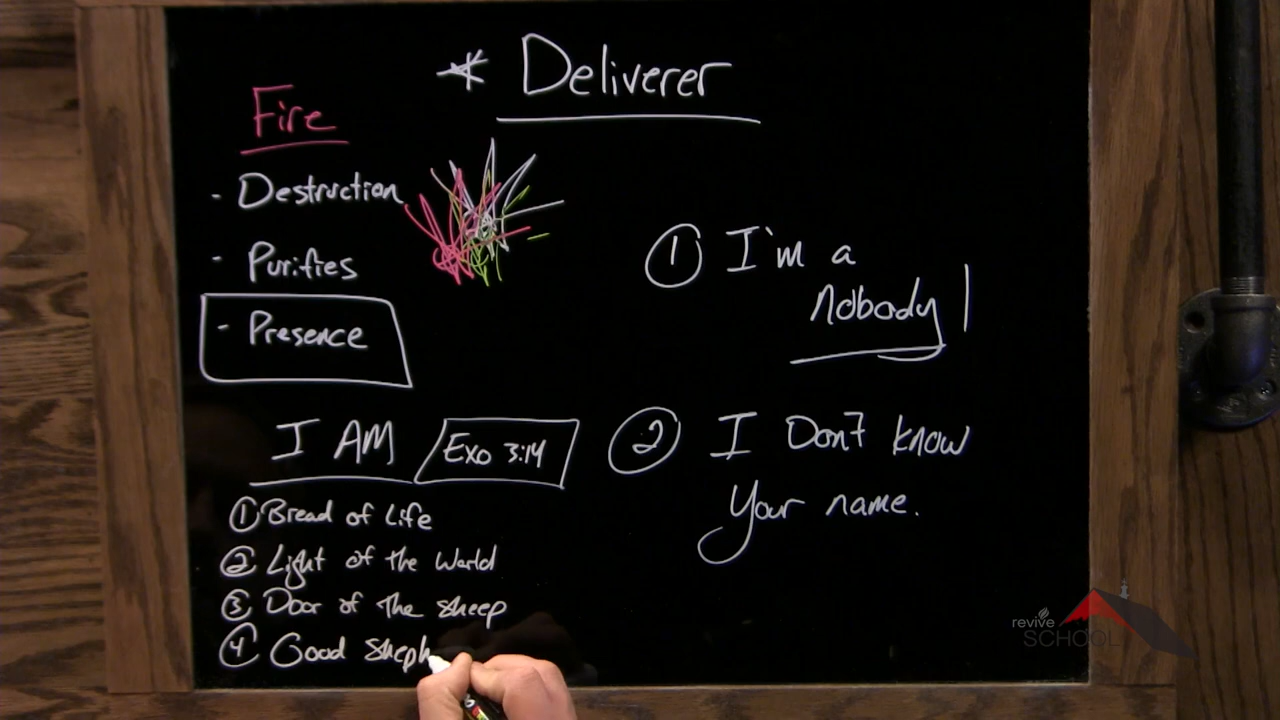 * Deliverer
Fire
- Destruction
- Purifies
- Presence
I AM
Exo 3:14
① Bread of Life
② Light of the World
③ Door of the sheep
④ Good sheph
① I'm a
nobody!
② I Don't know
Your name.
revive
SCHOOL